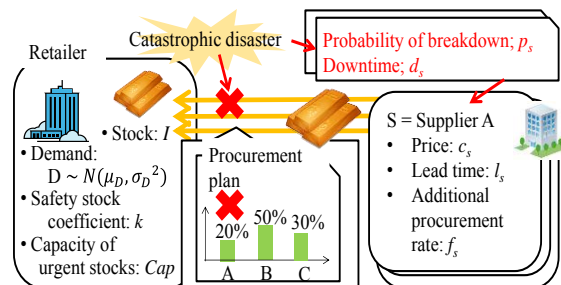 Retailer
• Stock: I
• Demand:
D ~ N(μ_D, σ_D²)
• Safety stock
coefficient: k
• Capacity of
urgent stocks: Cap
Catastrophic disaster
Probability of breakdown; p_s
Downtime; d_s
Procurement
plan
20% 50% 30%
A B C
S = Supplier A
• Price: c_s
• Lead time: l_s
• Additional
procurement
rate: f_s